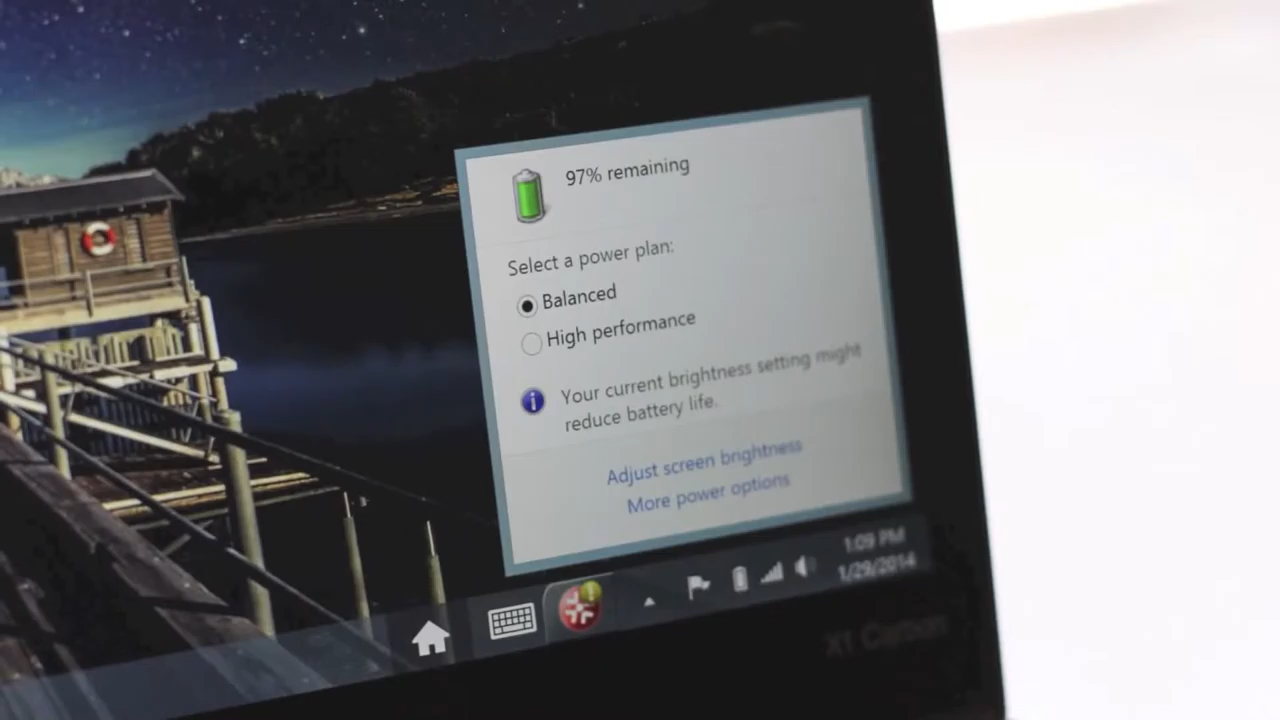 97% remaining
Select a power plan:
Balanced
High performance
Your current brightness setting might
reduce battery life.
Adjust screen brightness
More power options
1:09 PM
1/29/2014
X1 Carbon